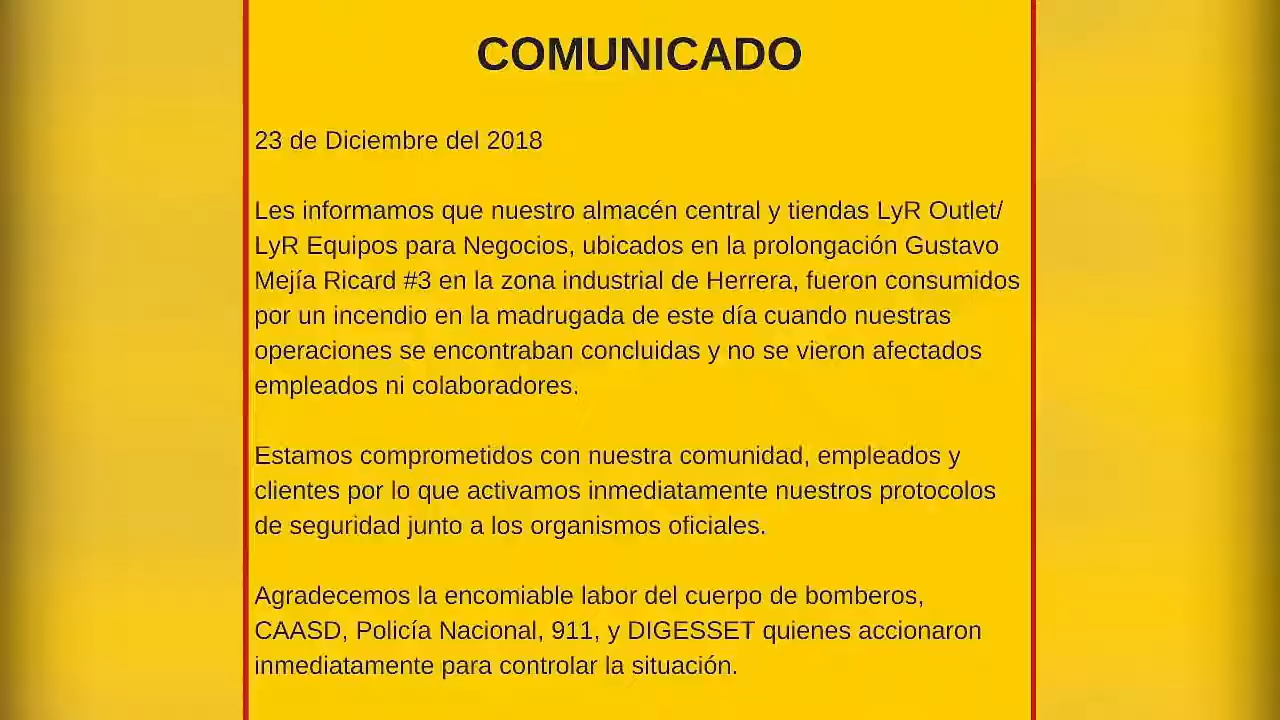 COMUNICADO
23 de Diciembre del 2018
Les informamos que nuestro almacén central y tiendas LyR Outlet/
LyR Equipos para Negocios, ubicados en la prolongación Gustavo
Mejía Ricard #3 en la zona industrial de Herrera, fueron consumidos
por un incendio en la madrugada de este día cuando nuestras
operaciones se encontraban concluidas y no se vieron afectados
empleados ni colaboradores.
Estamos comprometidos con nuestra comunidad, empleados y
clientes por lo que activamos inmediatamente nuestros protocolos
de seguridad junto a los organismos oficiales.
Agradecemos la encomiable labor del cuerpo de bomberos,
CAASD, Policía Nacional, 911, y DIGESSET quienes accionaron
inmediatamente para controlar la situación.